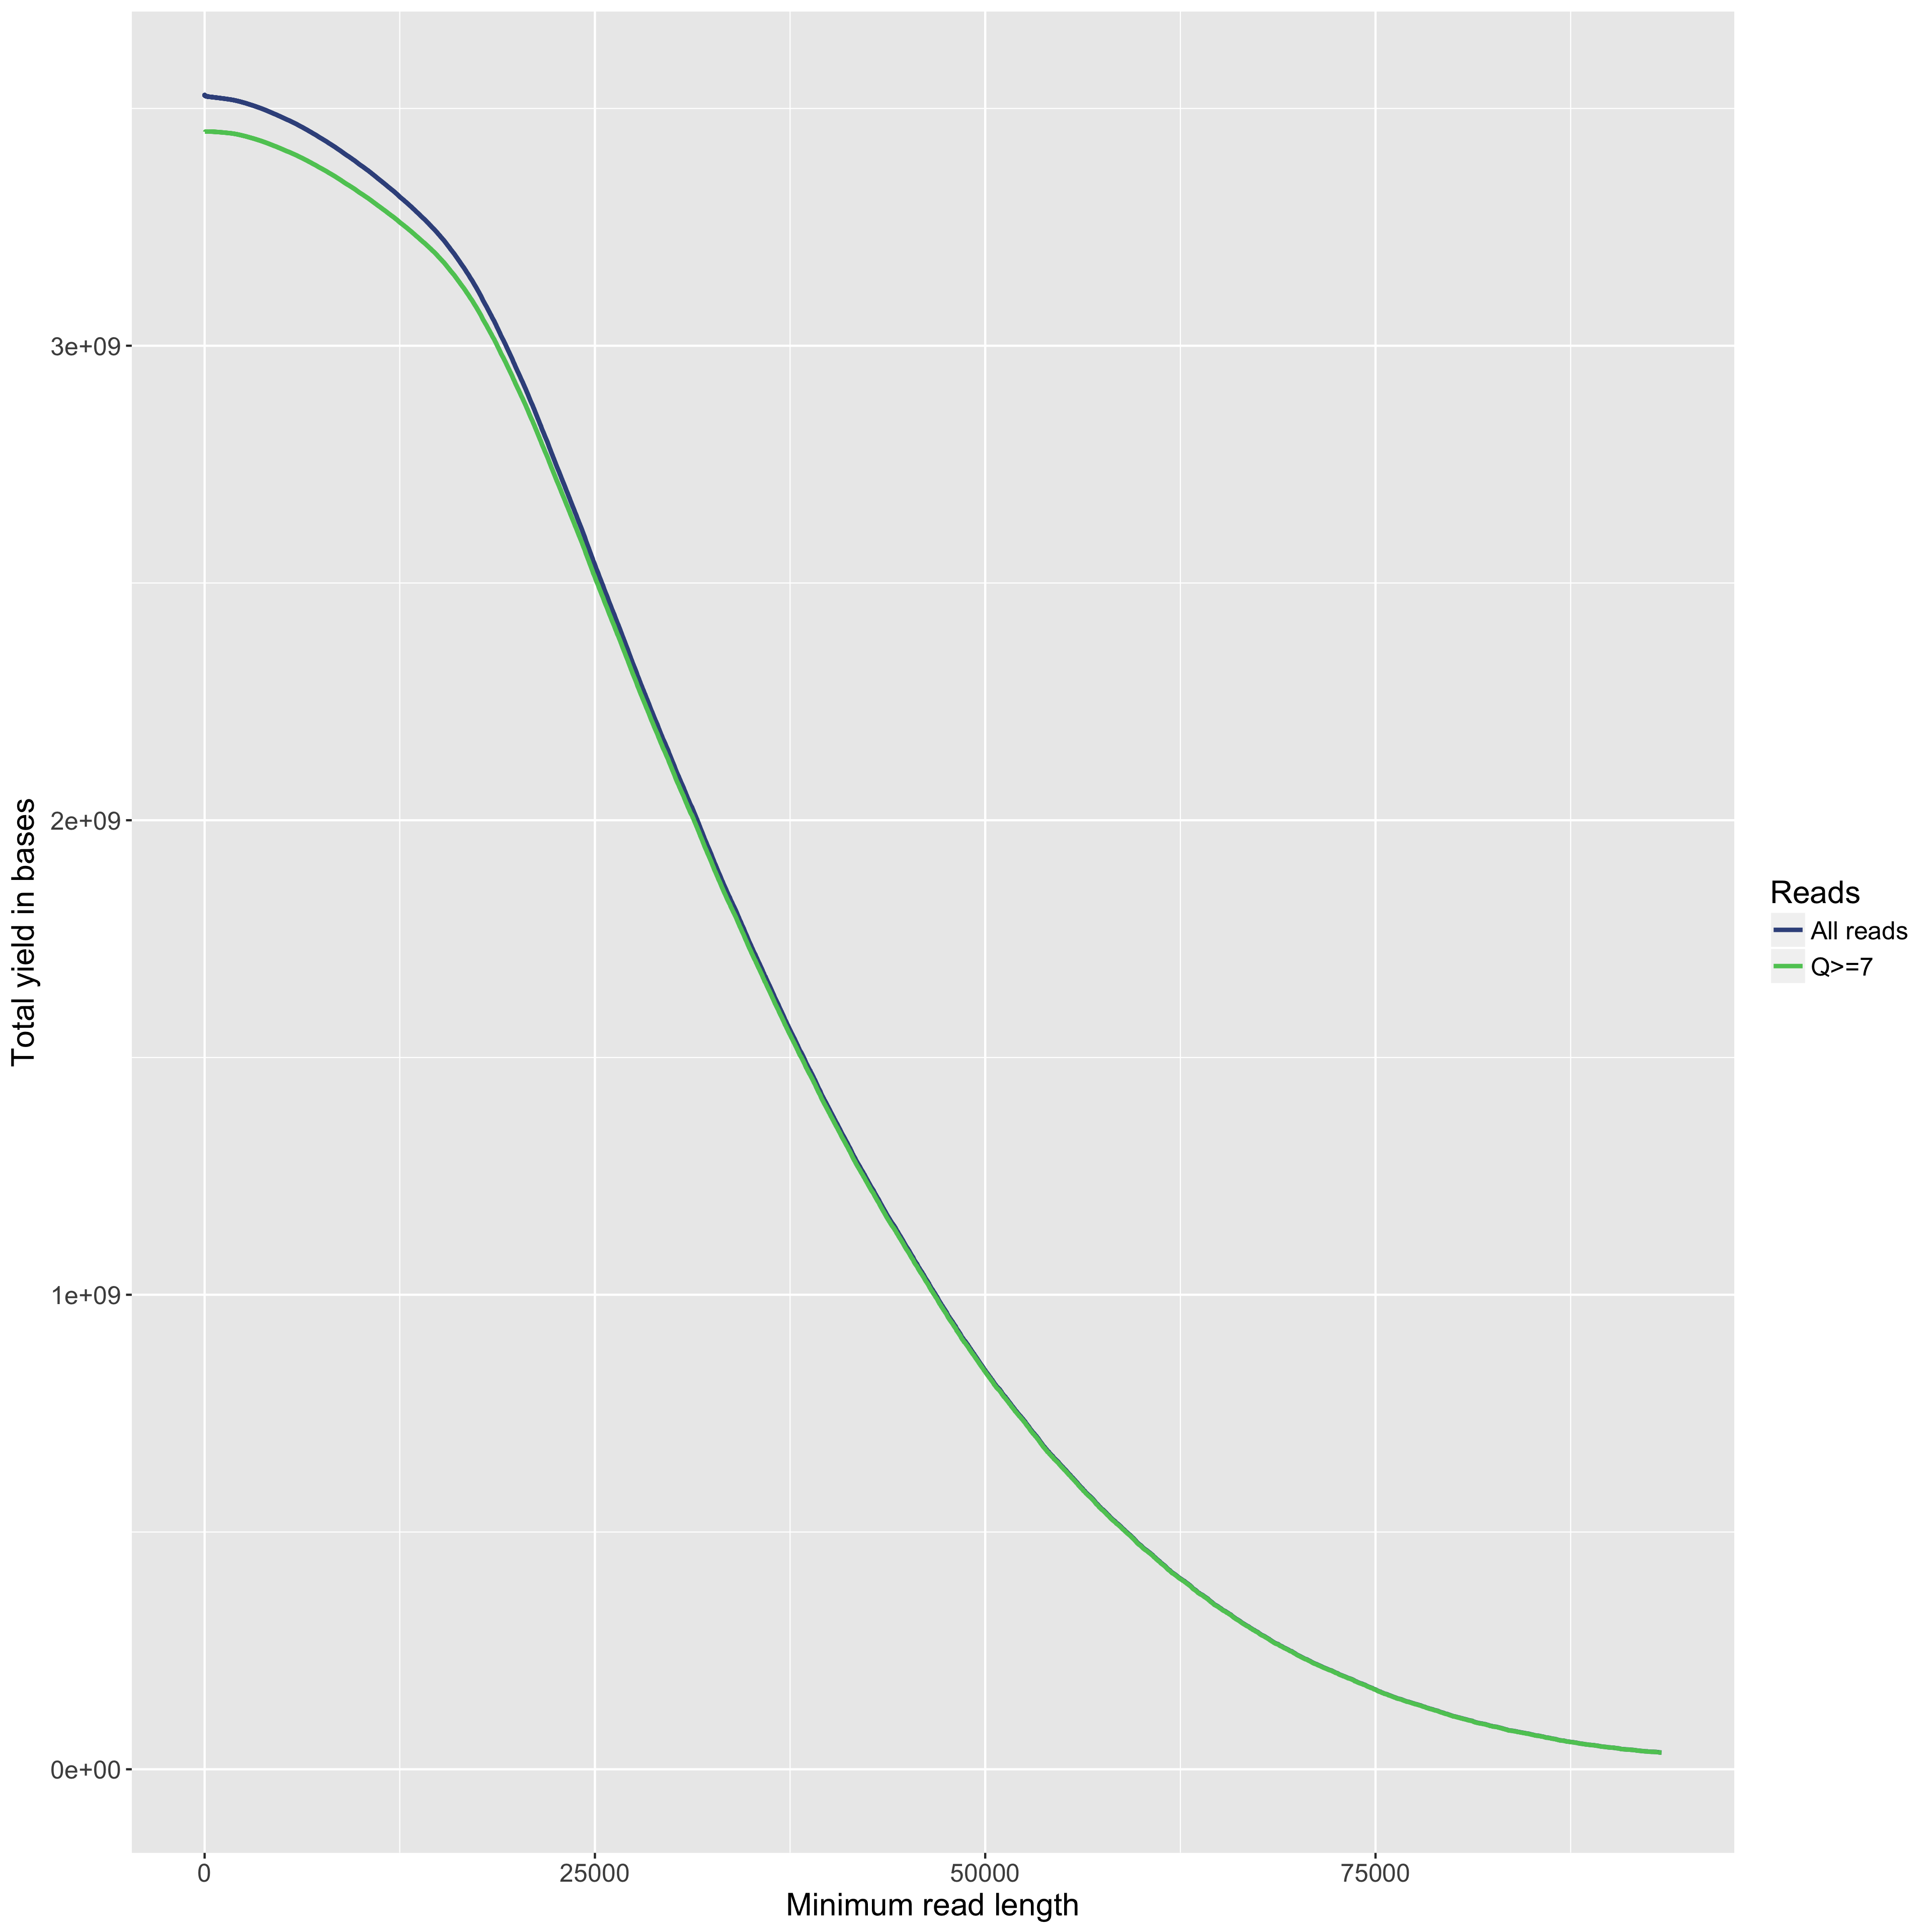 Total yield in bases
3e+09
2e+09
1e+09
0e+00
0
25000
50000
75000
Minimum read length
Reads
All reads
Q>=7